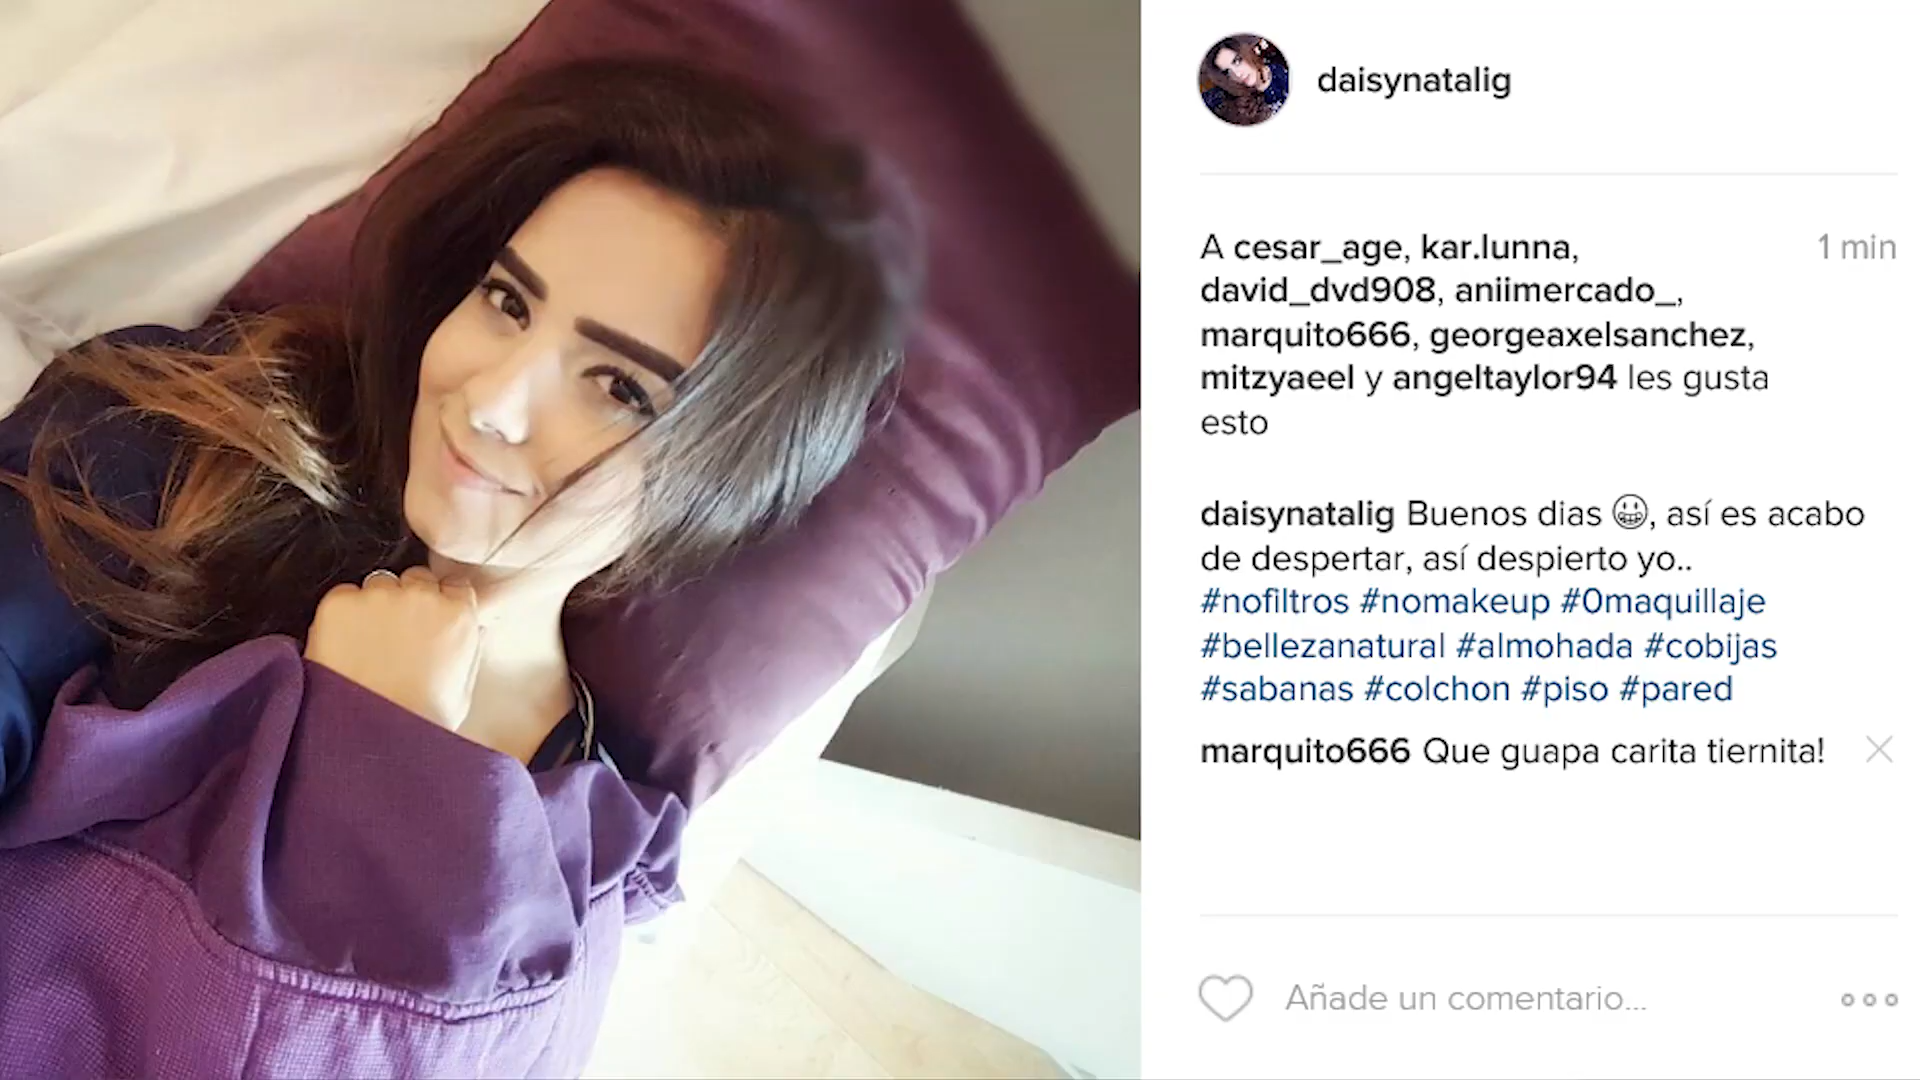 daisynatalig
A cesar_age, kar.lunna, 1 min
david_dvd908, aniimercado_,
marquito666, georgeaxelsanchez,
mitzyaeel y angeltaylor94 les gusta
esto
daisynatalig Buenos dias 😀, así es acabo
de despertar, así despierto yo..
#nofiltros #nomakeup #0maquillaje
#bellezanatural #almohada #cobijas
#sabanas #colchon #piso #pared
marquito666 Que guapa carita tiernita!
Añade un comentario...